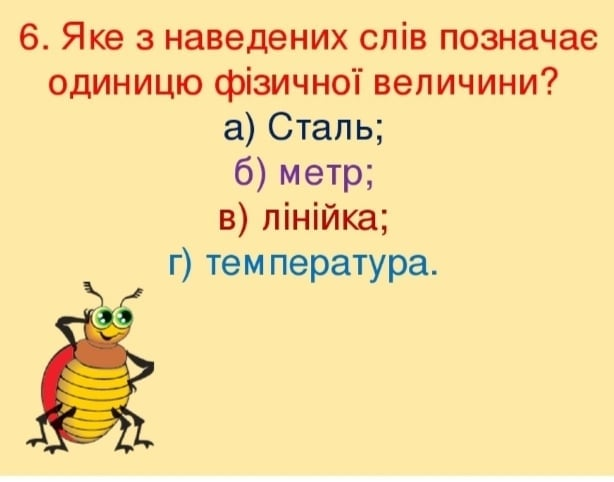 6. Яке з наведених слів позначає
одиницю фізичної величини?
а) Сталь;
б) метр;
в) лінійка;
г) температура.